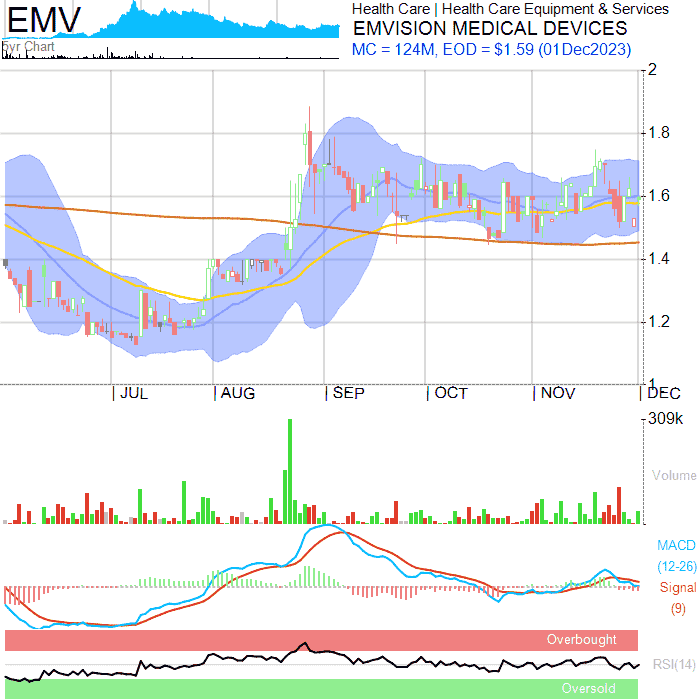 EMV
5yr Chart
Health Care | Health Care Equipment & Services
EMVISION MEDICAL DEVICES
MC = 124M, EOD = $1.59 (01Dec2023)
2
1.8
1.6
1.4
1.2
1
JUL AUG SEP OCT NOV DEC
309k
Volume
MACD
(12-26)
Signal
(9)
Overbought
RSI(14)
Oversold